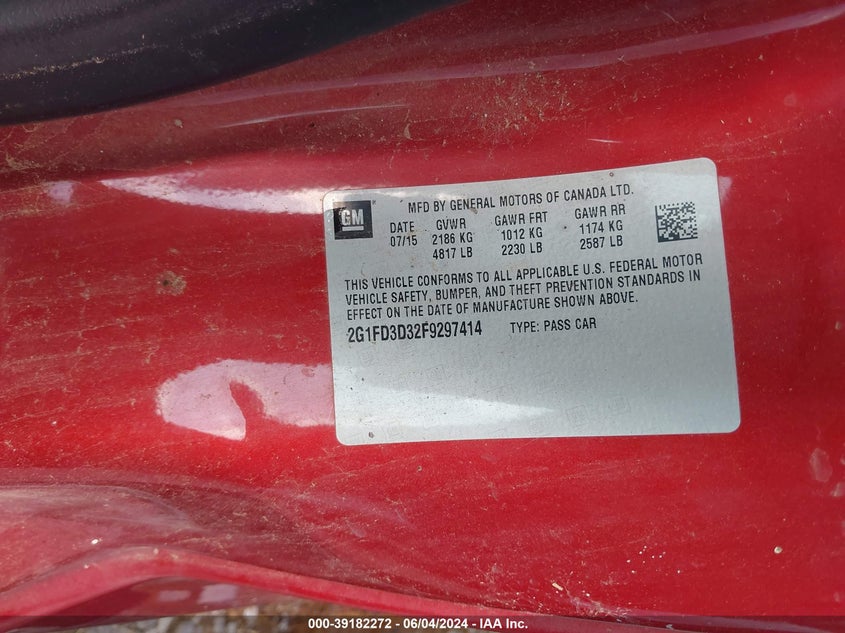 GM
MFD BY GENERAL MOTORS OF CANADA LTD.
DATE GVWR GAWR FRT GAWR RR
07/15 2186 KG 1012 KG 1174 KG
4817 LB 2230 LB 2587 LB
THIS VEHICLE CONFORMS TO ALL APPLICABLE U.S. FEDERAL MOTOR
VEHICLE SAFETY, BUMPER, AND THEFT PREVENTION STANDARDS IN
EFFECT ON THE DATE OF MANUFACTURE SHOWN ABOVE.
2G1FD3D32F9297414 TYPE: PASS CAR
000-39182272 - 06/04/2024 - IAA Inc.